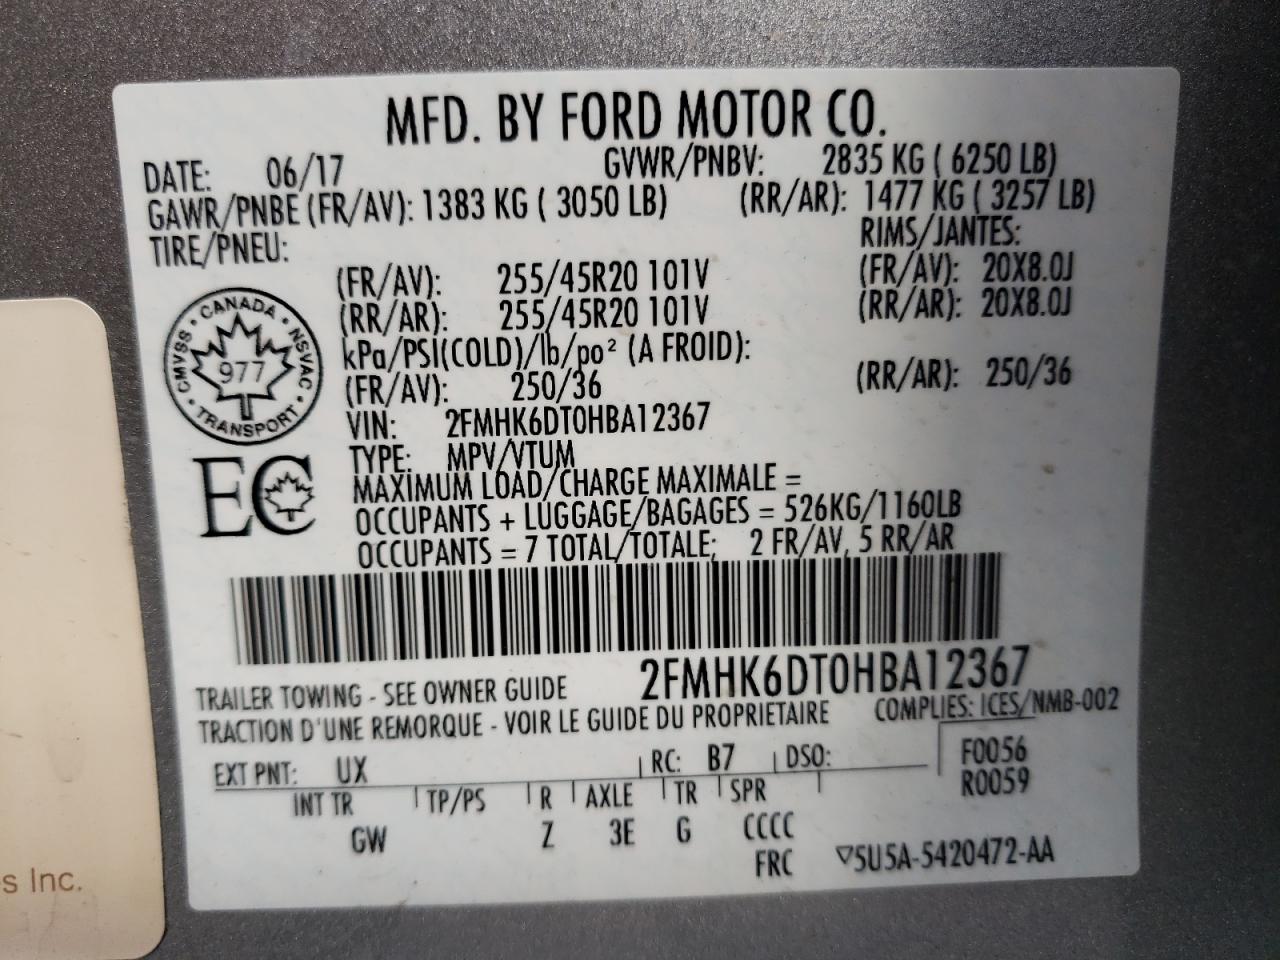 MFD. BY FORD MOTOR CO.
DATE: 06/17 GVWR/PNBV: 2835 KG ( 6250 LB)
GAWR/PNBE (FR/AV): 1383 KG ( 3050 LB) (RR/AR): 1477 KG ( 3257 LB)
TIRE/PNEU: RIMS/JANTES:
(FR/AV): 255/45R20 101V (FR/AV): 20X8.0J
(RR/AR): 255/45R20 101V (RR/AR): 20X8.0J
kPa/PSI(COLD)/lb/po² (A FROID):
(FR/AV): 250/36 (RR/AR): 250/36
CANADA · NSVAC · TRANSPORT · CMVSS
977
VIN: 2FMHK6DT0HBA12367
TYPE: MPV/VTUM
EC
MAXIMUM LOAD/CHARGE MAXIMALE =
OCCUPANTS + LUGGAGE/BAGAGES = 526KG/1160LB
OCCUPANTS = 7 TOTAL/TOTALE; 2 FR/AV, 5 RR/AR
2FMHK6DT0HBA12367
TRAILER TOWING - SEE OWNER GUIDE
TRACTION D'UNE REMORQUE - VOIR LE GUIDE DU PROPRIETAIRE COMPLIES: ICES/NMB-002
EXT PNT: UX RC: B7 DSO: F0056
INT TR TP/PS R AXLE TR SPR R0059
GW Z 3E G CCCC
FRC ▽5U5A-5420472-AA
s Inc.